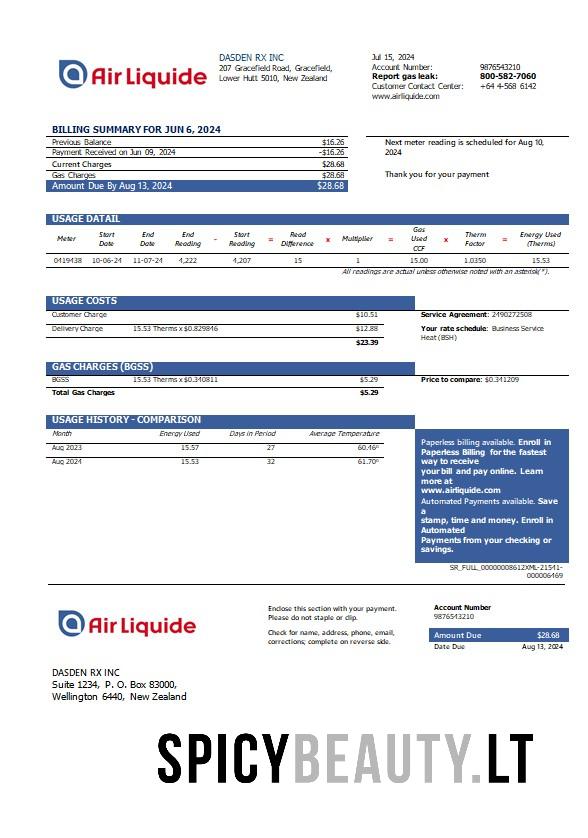 Air Liquide
DASDEN RX INC
207 Gracefield Road, Gracefield,
Lower Hutt 5010, New Zealand
Jul 15, 2024
Account Number: 9876543210
Report gas leak: 800-582-7060
Customer Contact Center: +64 4-568 6142
www.airliquide.com
BILLING SUMMARY FOR JUN 6, 2024
Previous Balance $16.26
Payment Received on Jun 09, 2024 -$16.26
Current Charges $28.68
Gas Charges $28.68
Amount Due By Aug 13, 2024 $28.68
Next meter reading is scheduled for Aug 10,
2024
Thank you for your payment
USAGE DATAIL
Meter Start Date End Date End Reading - Start Reading = Read Difference x Multiplier = Gas Used CCF x Therm Factor = Energy Used (Therms)
0419438 10-06-24 11-07-24 4,222 4,207 15 1 15.00 1.0350 15.53
All readings are actual unless otherwise noted with an asterisk(*).
USAGE COSTS
Customer Charge $10.51
Delivery Charge 15.53 Therms x $0.829846 $12.88
$23.39
Service Agreement: 2490272508
Your rate schedule: Business Service
Heat (BSH)
GAS CHARGES (BGSS)
BGSS 15.53 Therms x $0.340811 $5.29
Total Gas Charges $5.29
Price to compare: $0.341209
USAGE HISTORY - COMPARISON
Month Energy Used Days in Period Average Temperature
Aug 2023 15.57 27 60.46º
Aug 2024 15.53 32 61.70º
Paperless billing available. Enroll in
Paperless Billing for the fastest
way to receive
your bill and pay online. Learn
more at
www.airliquide.com
Automated Payments available. Save
a
stamp, time and money. Enroll in
Automated
Payments from your checking or
savings.
SR_FULL_00000008612XML-21541-
000006469
Air Liquide
Enclose this section with your payment.
Please do not staple or clip.
Check for name, address, phone, email,
corrections; complete on reverse side.
Account Number
9876543210
Amount Due $28.68
Date Due Aug 13, 2024
DASDEN RX INC
Suite 1234, P. O. Box 83000,
Wellington 6440, New Zealand
SPICYBEAUTY.LT